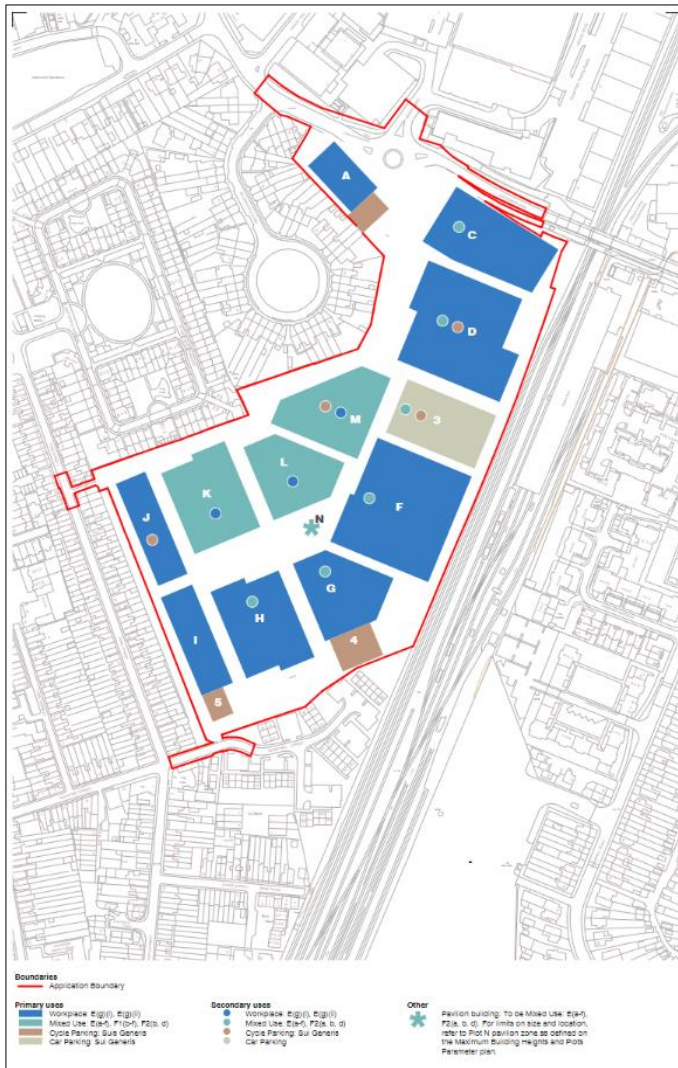 A
C
D
M
3
L
K
F
J
N
G
H
4
I
5
Boundaries
Application Boundary
Primary uses
Workplace: E(g)(i), E(g)(ii)
Mixed Use: E(a-f), F1(b-f), F2(b, d)
Cycle Parking: Suis Generis
Car Parking: Sui Generis
Secondary uses
Workplace: E(g)(i), E(g)(ii)
Mixed Use: E(a-f), F2(a, b, d)
Cycle Parking: Sui Generis
Car Parking
Other
Pavilion building: To be Mixed Use: E(a-f),
F2(a, b, d). For limits on size and location,
refer to Plot N pavilion zone as defined on
the Maximum Building Heights and Plots
Parameter plan.